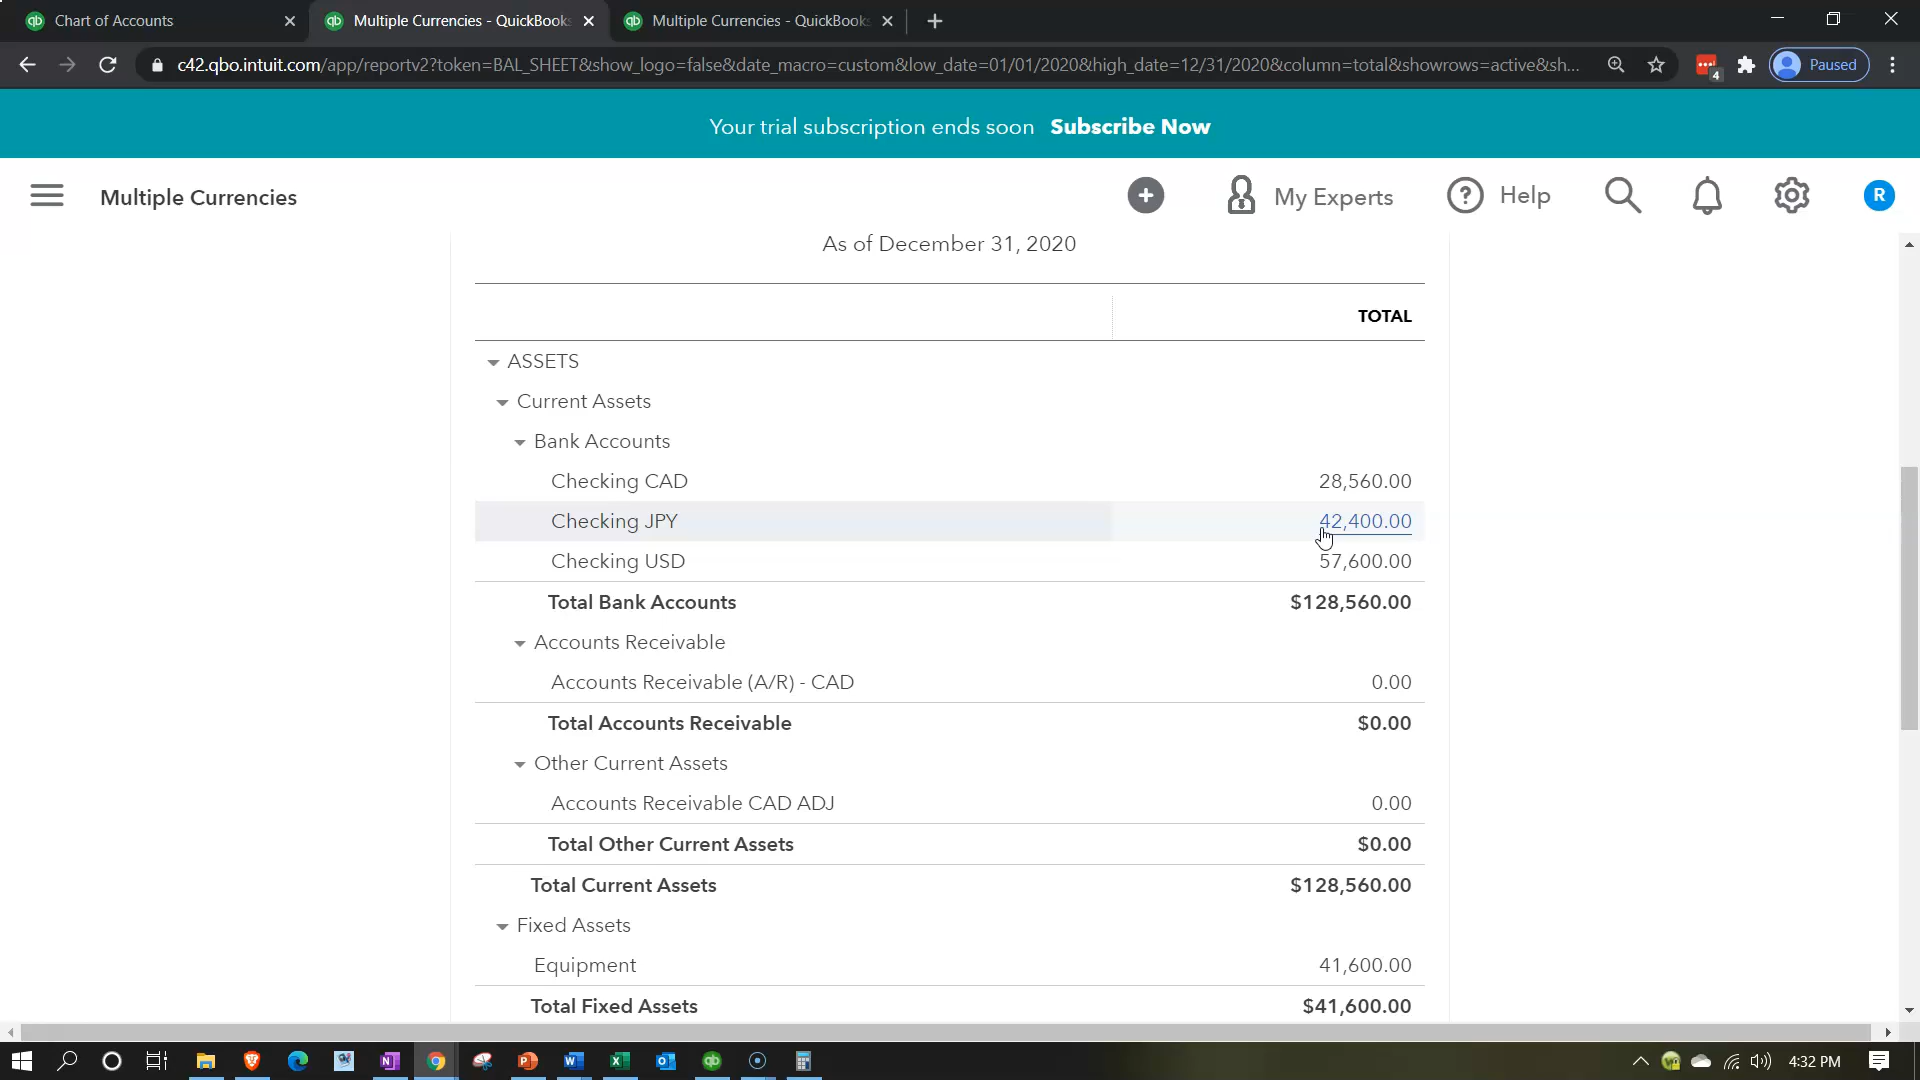 Chart of Accounts
Multiple Currencies - QuickBooks
Multiple Currencies - QuickBooks
c42.qbo.intuit.com/app/reportv2?token=BAL_SHEET&show_logo=false&date_macro=custom&low_date=01/01/2020&high_date=12/31/2020&column=total&showrows=active&sh...
4
Paused
Your trial subscription ends soon Subscribe Now
Multiple Currencies
My Experts
Help
R
As of December 31, 2020
TOTAL
ASSETS
Current Assets
Bank Accounts
Checking CAD 28,560.00
Checking JPY 42,400.00
Checking USD 57,600.00
Total Bank Accounts $128,560.00
Accounts Receivable
Accounts Receivable (A/R) - CAD 0.00
Total Accounts Receivable $0.00
Other Current Assets
Accounts Receivable CAD ADJ 0.00
Total Other Current Assets $0.00
Total Current Assets $128,560.00
Fixed Assets
Equipment 41,600.00
Total Fixed Assets $41,600.00
4:32 PM